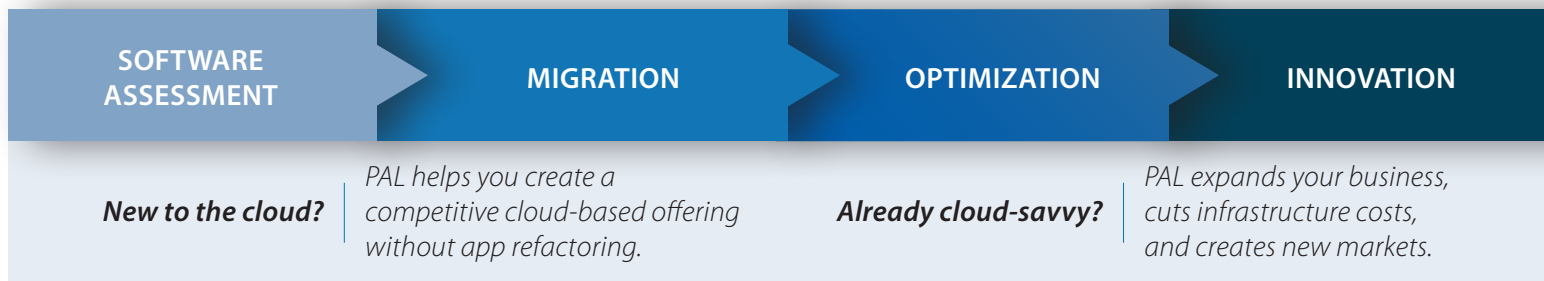 SOFTWARE
ASSESSMENT
MIGRATION
OPTIMIZATION
INNOVATION
New to the cloud?
PAL helps you create a
competitive cloud-based offering
without app refactoring.
Already cloud-savvy?
PAL expands your business,
cuts infrastructure costs,
and creates new markets.